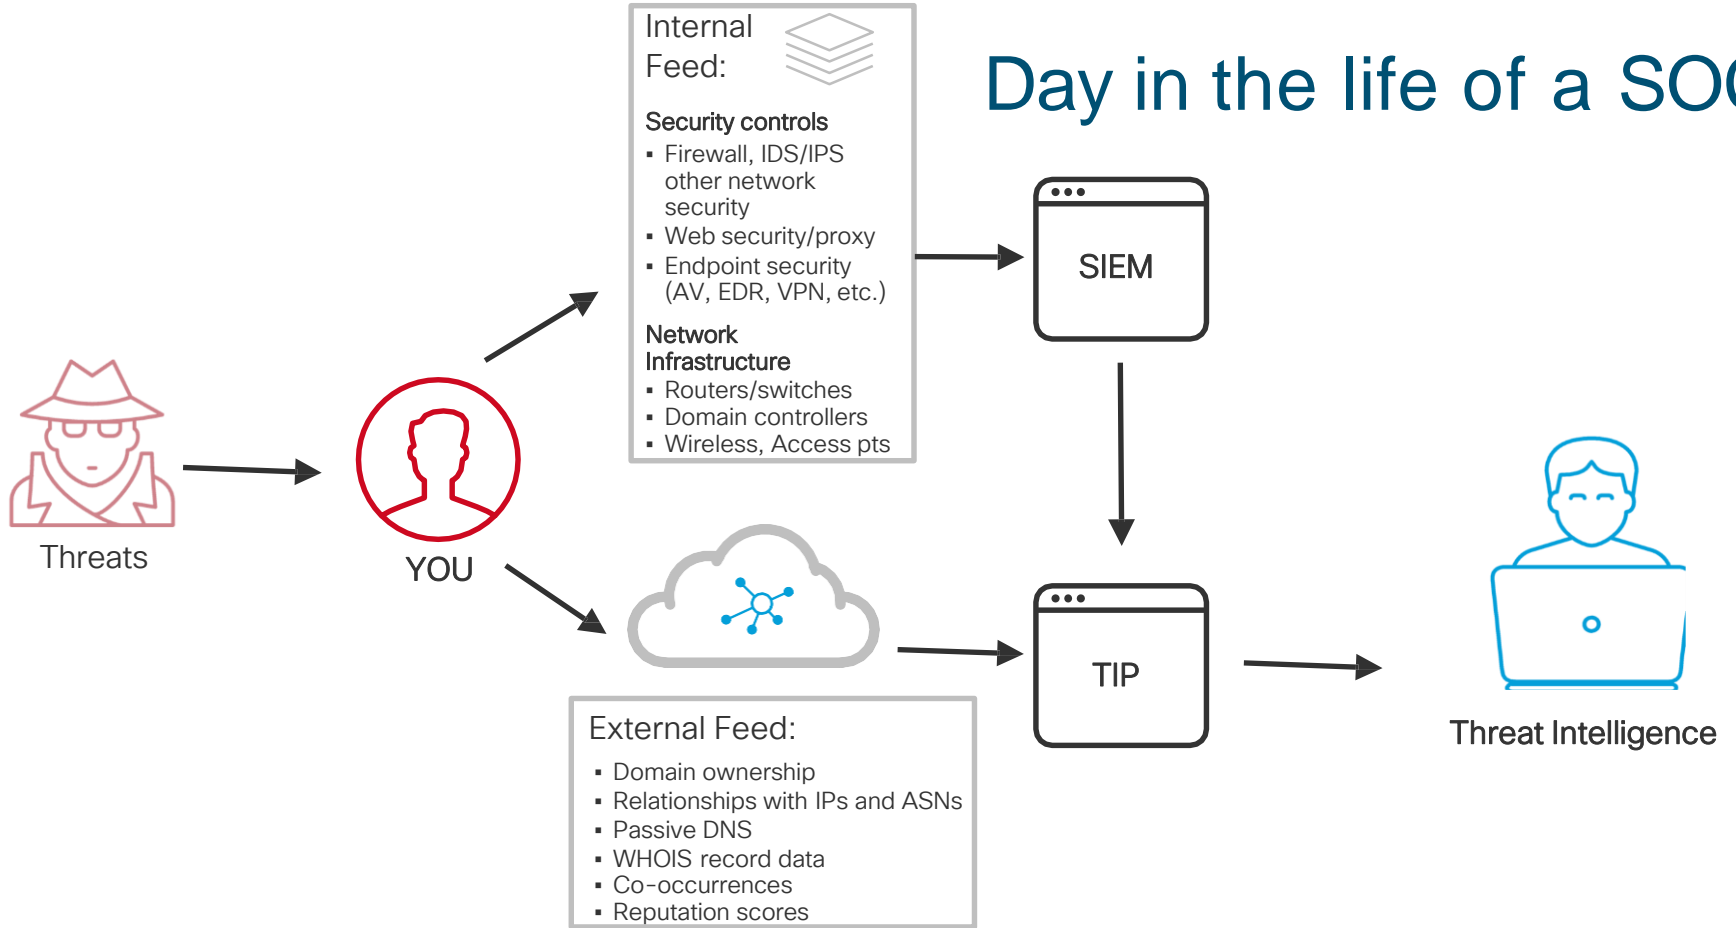 Day in the life of a SOC
Internal
Feed:
Security controls
▪ Firewall, IDS/IPS
other network
security
▪ Web security/proxy
▪ Endpoint security
(AV, EDR, VPN, etc.)
Network
Infrastructure
▪ Routers/switches
▪ Domain controllers
▪ Wireless, Access pts
SIEM
Threats
YOU
TIP
Threat Intelligence
External Feed:
▪ Domain ownership
▪ Relationships with IPs and ASNs
▪ Passive DNS
▪ WHOIS record data
▪ Co-occurrences
▪ Reputation scores